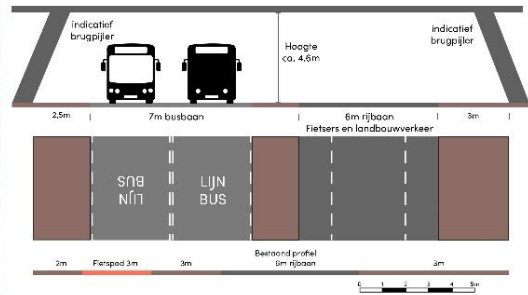 indicatief
brugpijler
Hoogte
ca. 4,6m
indicatief
brugpijler
2,5m
7m busbaan
6m rijbaan
3m
Fietsers en landbouwverkeer
LIJN
BUS
LIJN
BUS
Bestaand profiel
2m
Fietspad 3m
3m
6m rijbaan
3m
0 1 2 3 4 5m